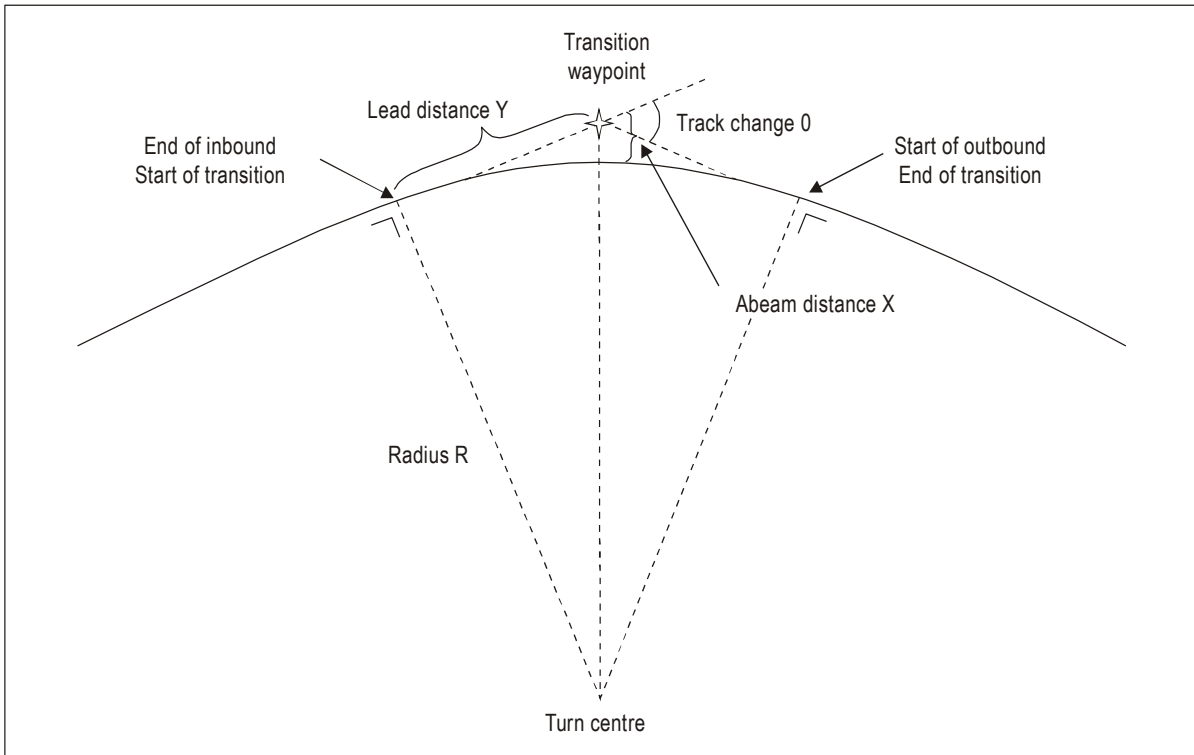 Transition
waypoint
Lead distance Y
Track change 0
End of inbound
Start of transition
Start of outbound
End of transition
Abeam distance X
Radius R
Turn centre